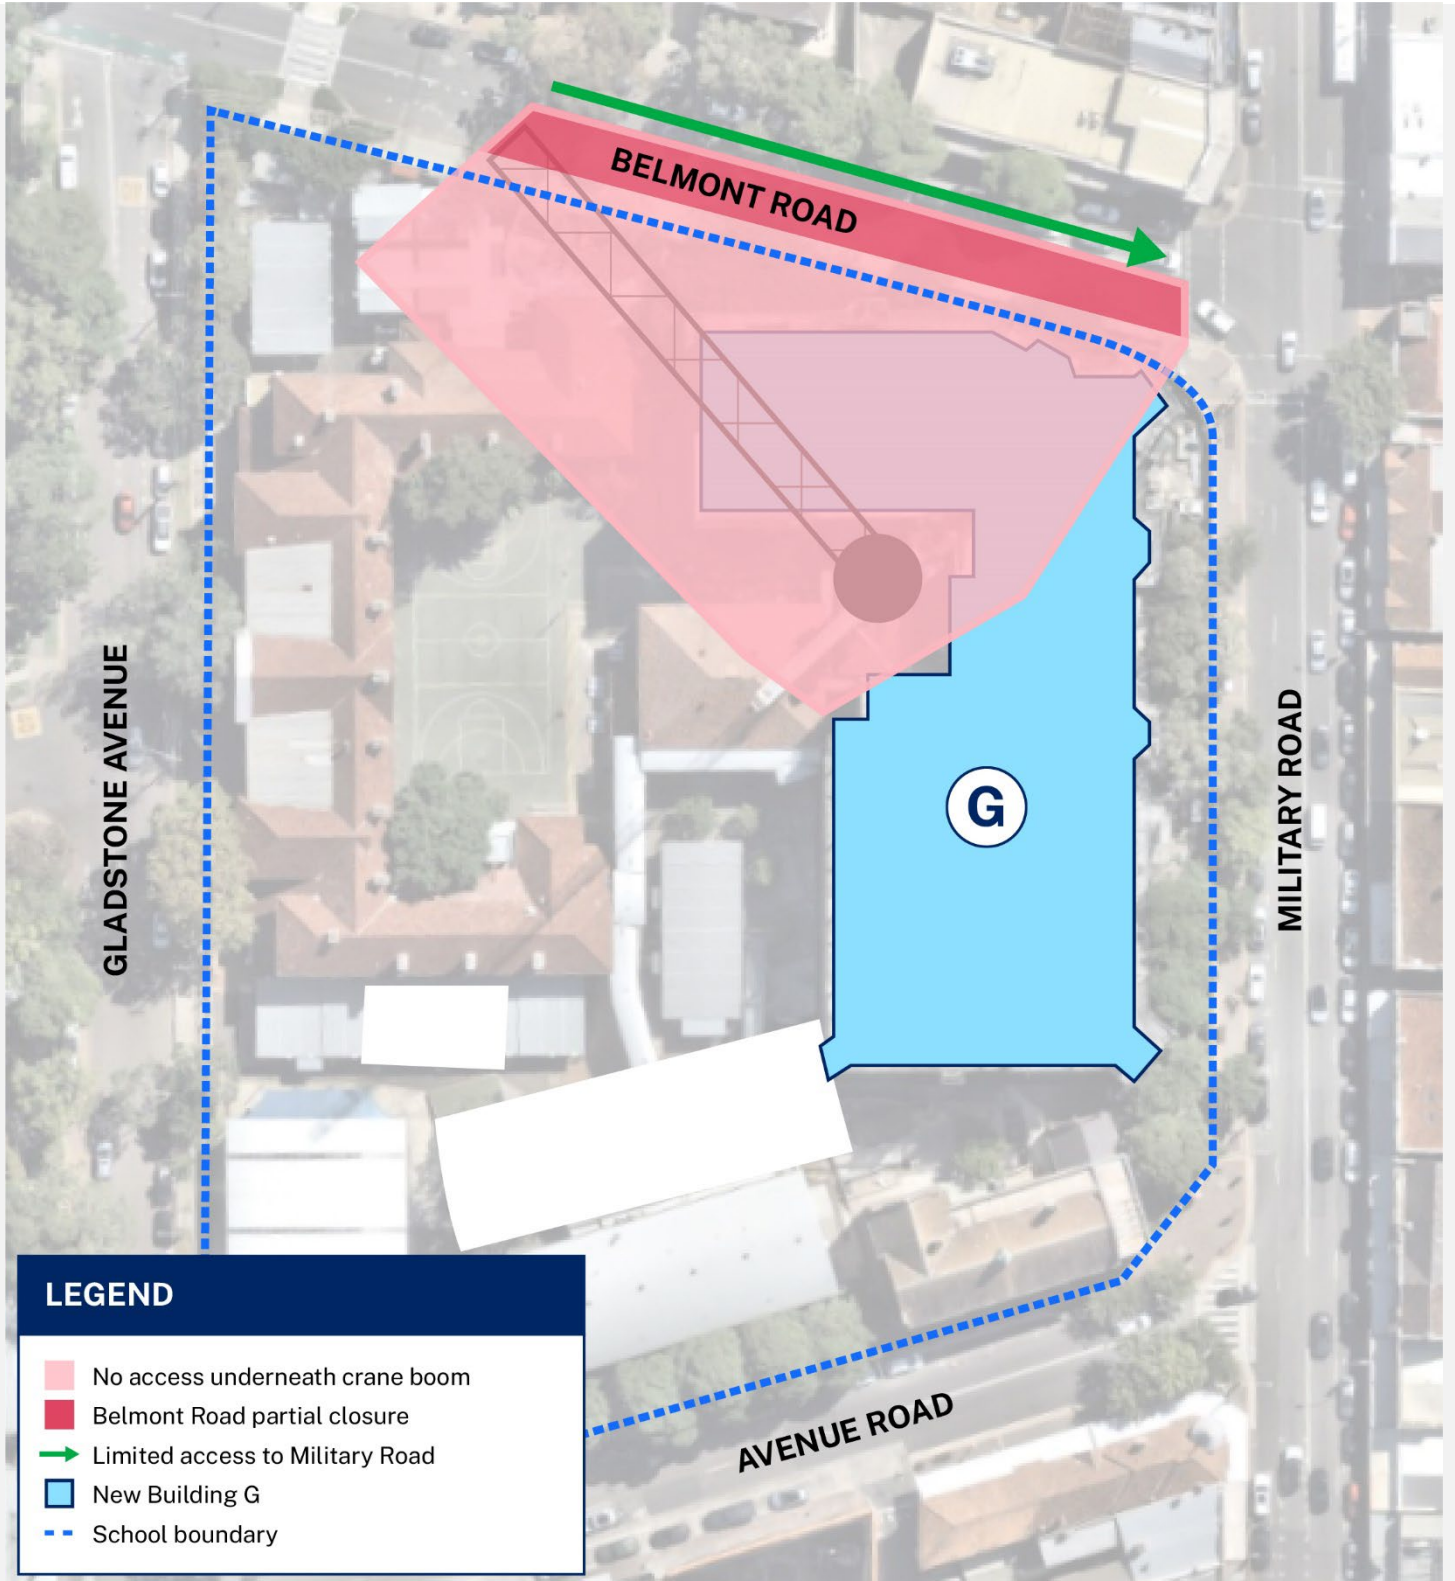 BELMONT ROAD
GLADSTONE AVENUE
MILITARY ROAD
G
AVENUE ROAD
LEGEND
No access underneath crane boom
Belmont Road partial closure
Limited access to Military Road
New Building G
School boundary